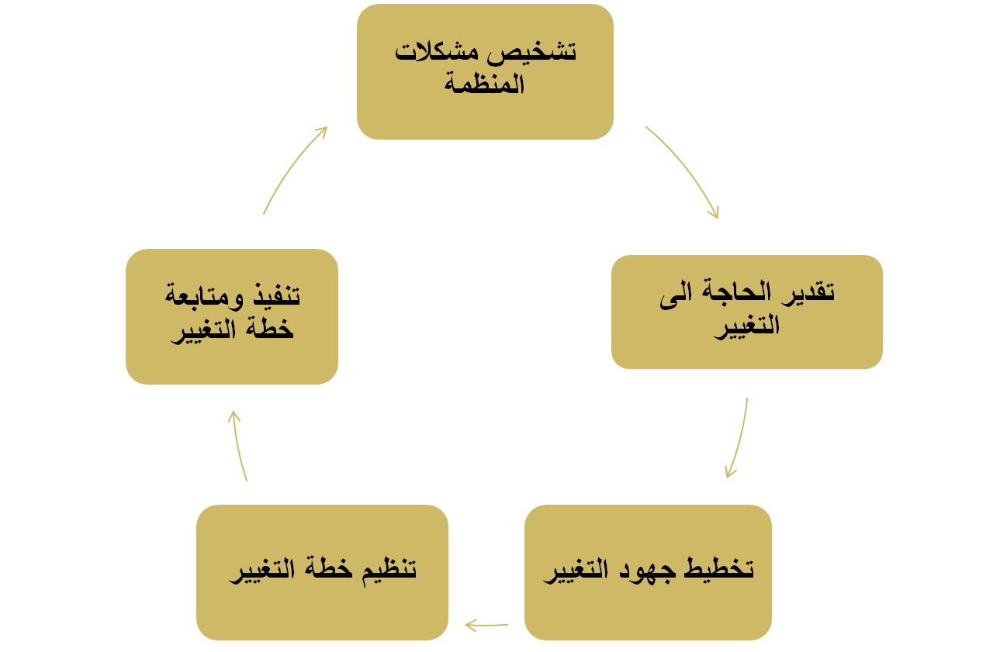 تشخيص مشكلات
المنظمة
تقدير الحاجة الى
التغيير
تخطيط جهود التغيير
تنظيم خطة التغيير
تنفيذ ومتابعة
خطة التغيير